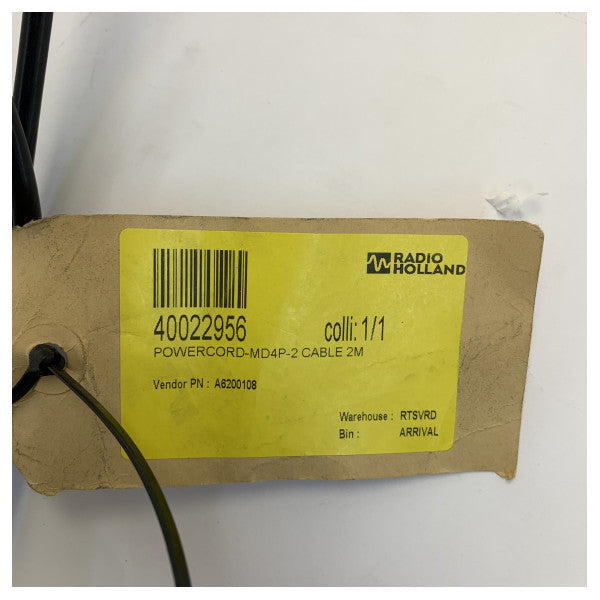 RADIO
HOLLAND
40022956 colli: 1/1
POWERCORD-MD4P-2 CABLE 2M
Vendor PN : A6200108
Warehouse : RTSVRD
Bin : ARRIVAL